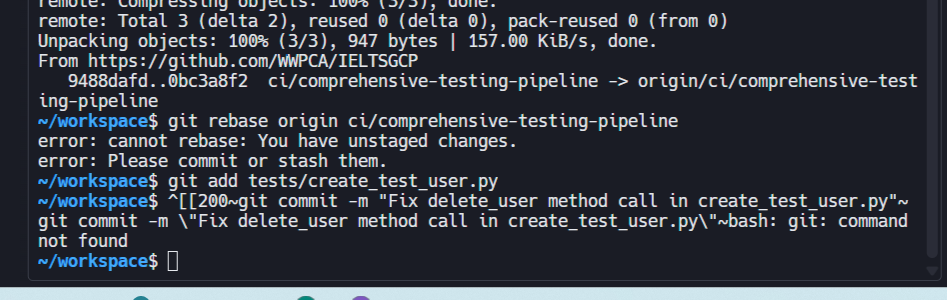 remote: Compressing objects: 100% (3/3), done.
remote: Total 3 (delta 2), reused 0 (delta 0), pack-reused 0 (from 0)
Unpacking objects: 100% (3/3), 947 bytes | 157.00 KiB/s, done.
From https://github.com/WWPCA/IELTSGCP
   9488dafd..0bc3a8f2  ci/comprehensive-testing-pipeline -> origin/ci/comprehensive-test
ing-pipeline
~/workspace$ git rebase origin ci/comprehensive-testing-pipeline
error: cannot rebase: You have unstaged changes.
error: Please commit or stash them.
~/workspace$ git add tests/create_test_user.py
~/workspace$ ^[[200~git commit -m "Fix delete_user method call in create_test_user.py"~
git commit -m \"Fix delete_user method call in create_test_user.py\"~bash: git: command
not found
~/workspace$